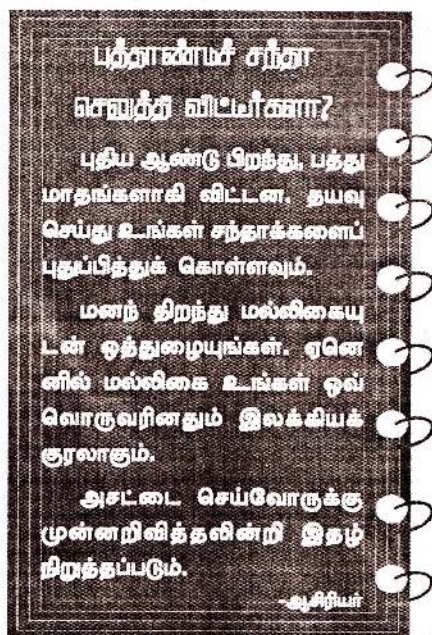 புத்தாண்டுச் சந்தா
செலுத்தி விட்டீர்களா?
புதிய ஆண்டு பிறந்து, பத்து
மாதங்களாகி விட்டன. தயவு
செய்து உங்கள் சந்தாக்களைப்
புதுப்பித்துக் கொள்ளவும்.
மனந் திறந்து மல்லிகையு
டன் ஒத்துழையுங்கள். ஏனெ
னில் மல்லிகை உங்கள் ஒவ்
வொருவரினதும் இலக்கியக்
குரலாகும்.
அசட்டை செய்வோருக்கு
முன்னறிவித்தலின்றி இதழ்
நிறுத்தப்படும்.
-ஆசிரியர்